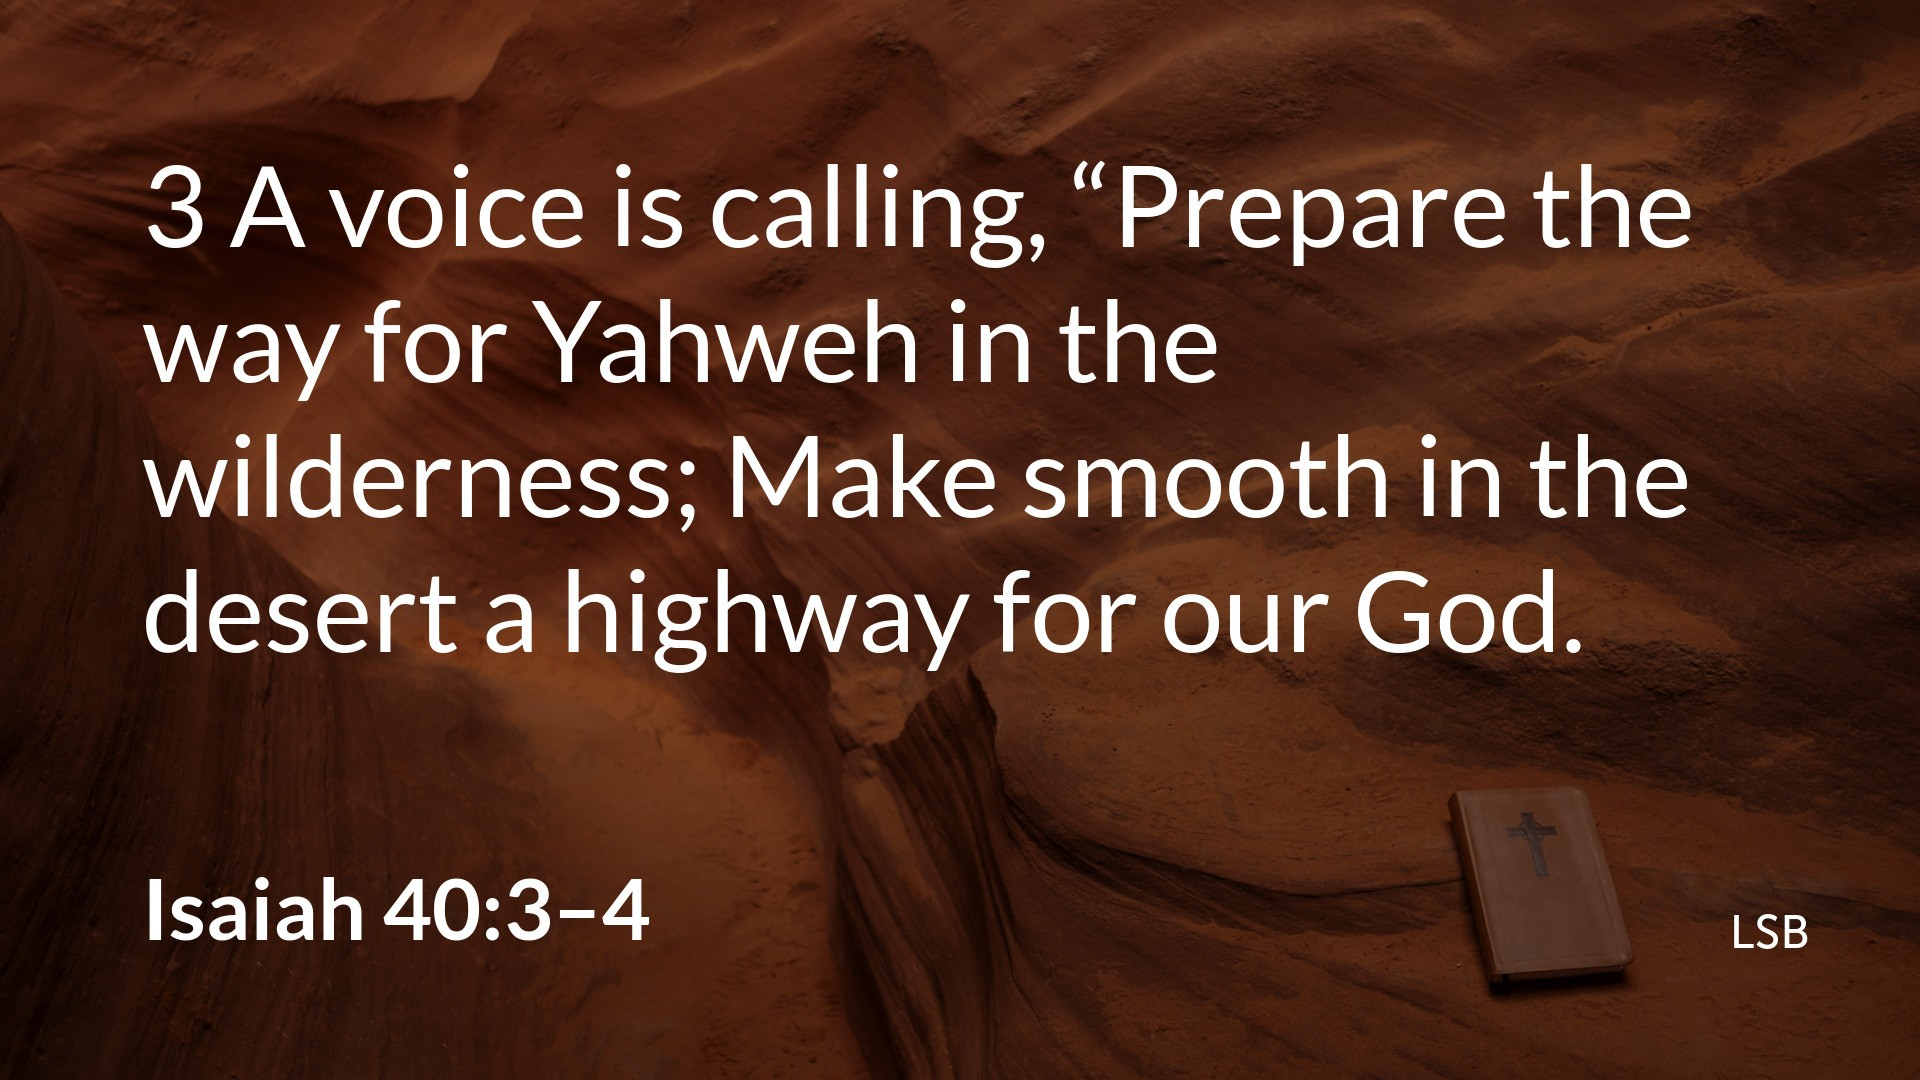 3 A voice is calling, “Prepare the
way for Yahweh in the
wilderness; Make smooth in the
desert a highway for our God.
Isaiah 40:3–4
LSB